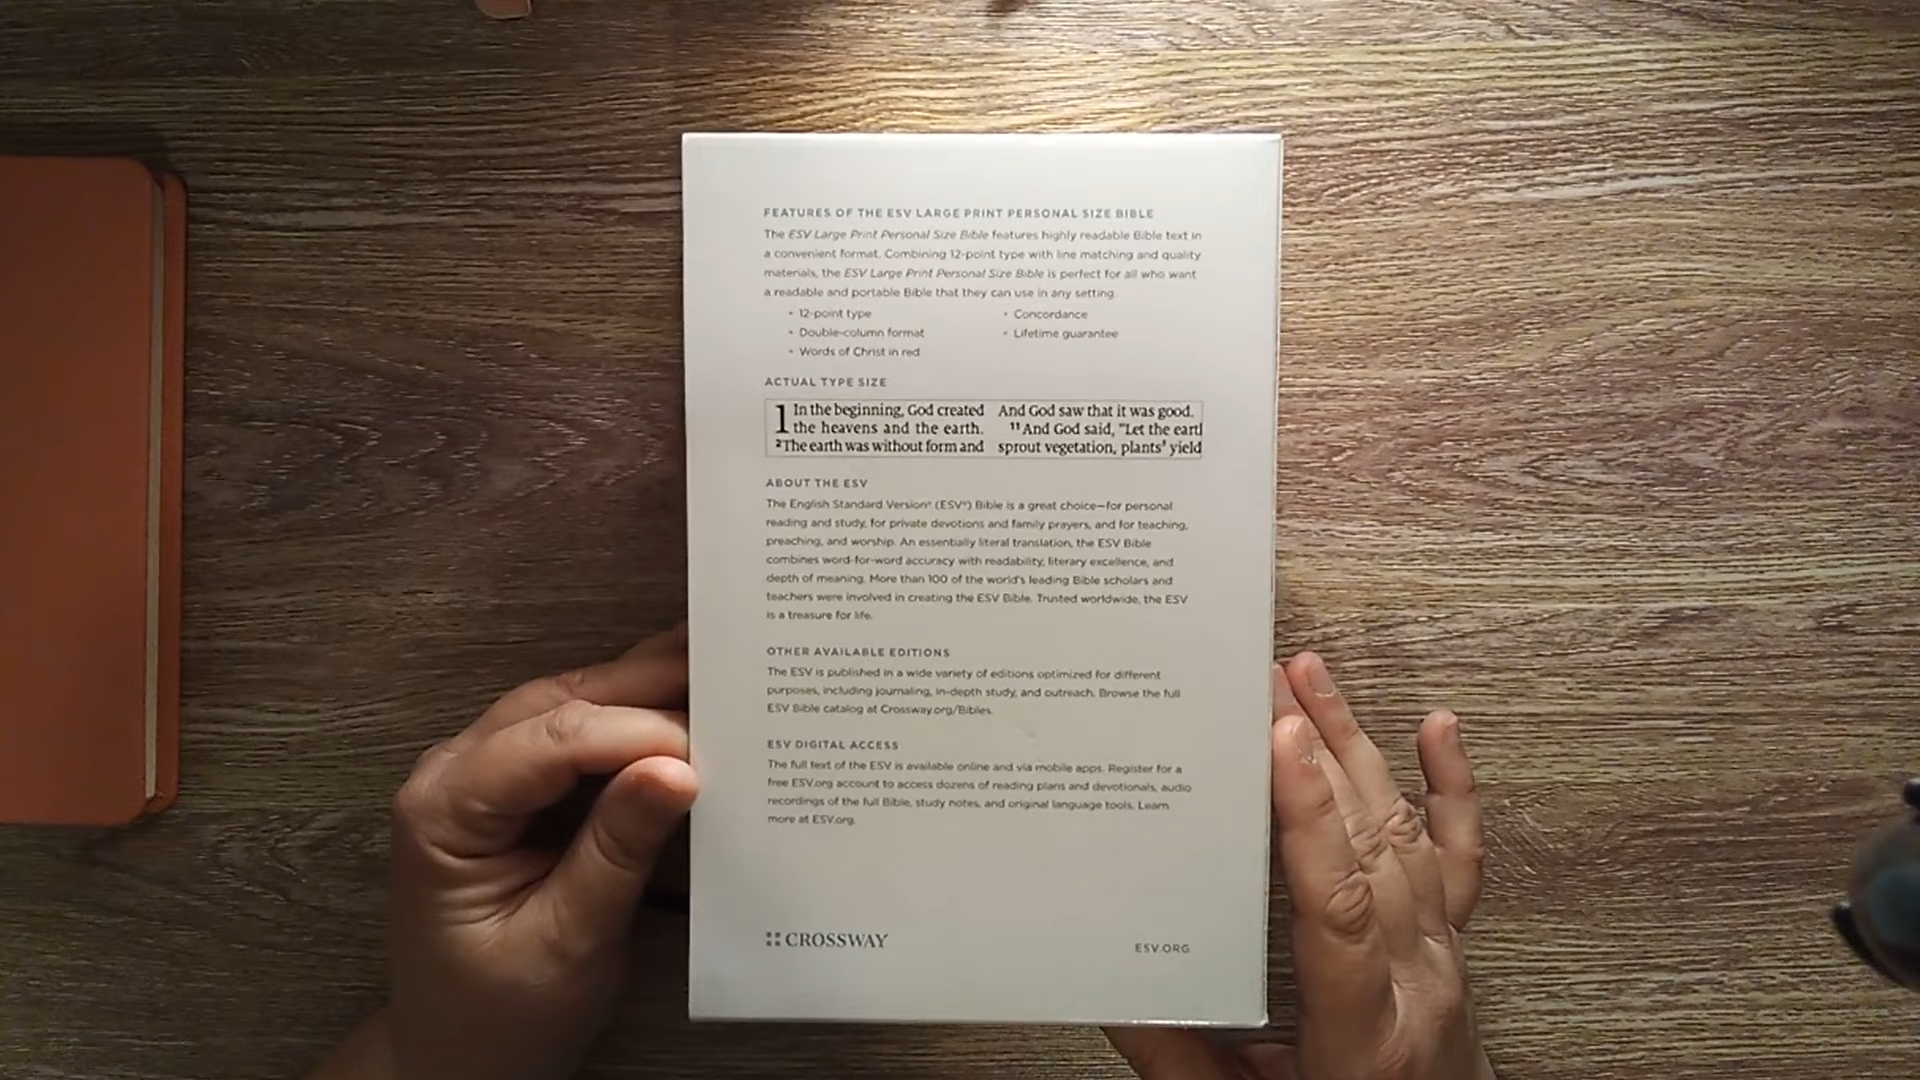 FEATURES OF THE ESV LARGE PRINT PERSONAL SIZE BIBLE
The ESV Large Print Personal Size Bible features highly readable Bible text in
a convenient format. Combining 12-point type with line matching and quality
materials, the ESV Large Print Personal Size Bible is perfect for all who want
a readable and portable Bible that they can use in any setting.
• 12-point type
• Double-column format
• Words of Christ in red
• Concordance
• Lifetime guarantee
ACTUAL TYPE SIZE
1 In the beginning, God created
the heavens and the earth.
2 The earth was without form and
And God saw that it was good.
11 And God said, "Let the eart
sprout vegetation, plants yield
ABOUT THE ESV
The English Standard Version® (ESV®) Bible is a great choice—for personal
reading and study, for private devotions and family prayers, and for teaching,
preaching, and worship. An essentially literal translation, the ESV Bible
combines word-for-word accuracy with readability, literary excellence, and
depth of meaning. More than 100 of the world's leading Bible scholars and
teachers were involved in creating the ESV Bible. Trusted worldwide, the ESV
is a treasure for life.
OTHER AVAILABLE EDITIONS
The ESV is published in a wide variety of editions optimized for different
purposes, including journaling, in-depth study, and outreach. Browse the full
ESV Bible catalog at Crossway.org/Bibles.
ESV DIGITAL ACCESS
The full text of the ESV is available online and via mobile apps. Register for a
free ESV.org account to access dozens of reading plans and devotionals, audio
recordings of the full Bible, study notes, and original language tools. Learn
more at ESV.org.
CROSSWAY
ESV.ORG